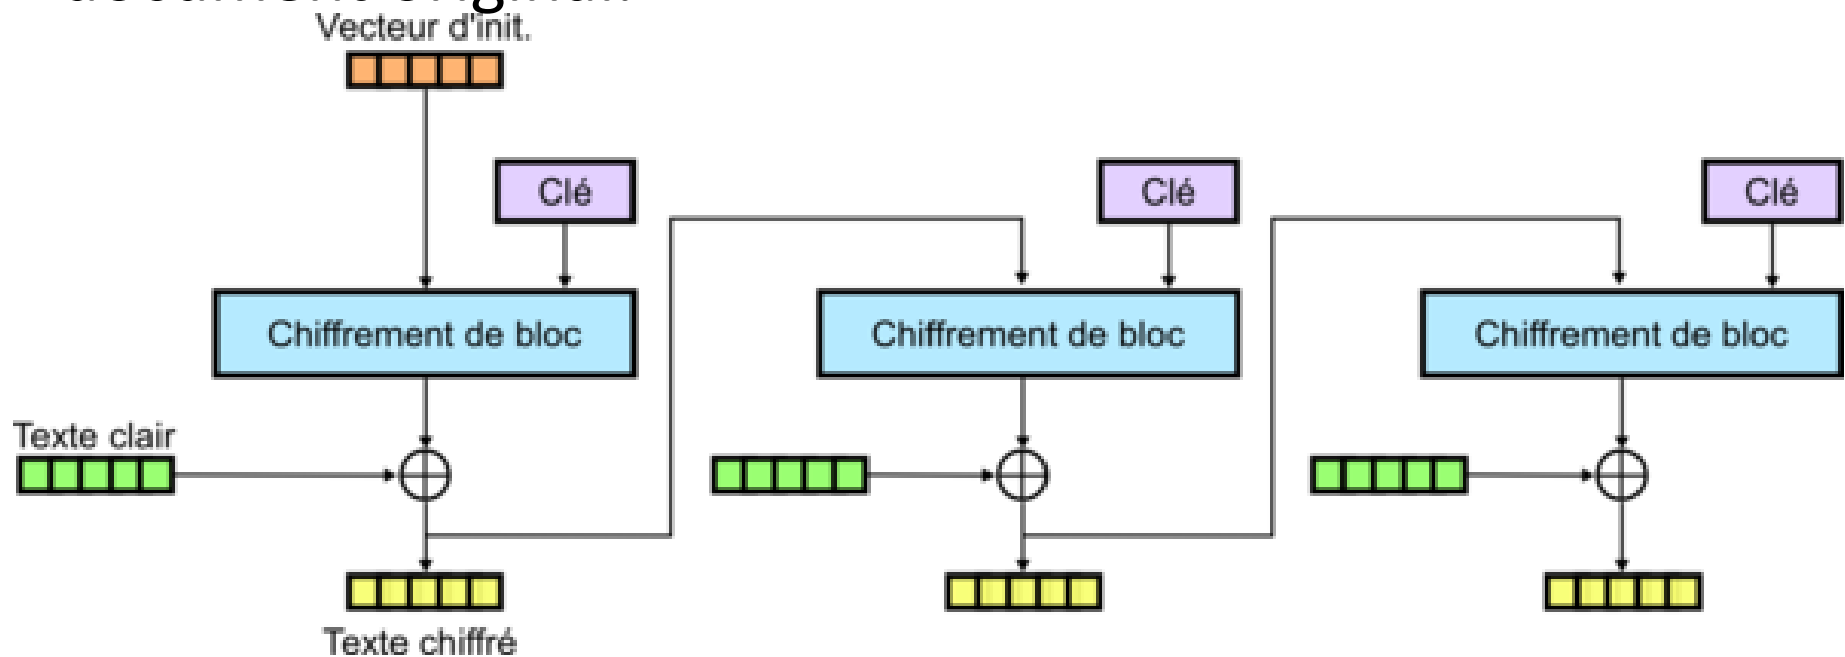 Vecteur d'init.
Clé
Clé
Clé
Chiffrement de bloc
Chiffrement de bloc
Chiffrement de bloc
Texte clair
Texte chiffré